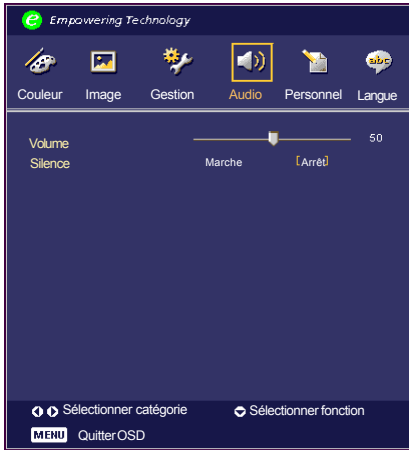 e Empowering Technology
Couleur Image Gestion Audio Personnel Langue
abc
Volume 50
Silence Marche [Arrêt]
Sélectionner catégorie Sélectionner fonction
MENU Quitter OSD